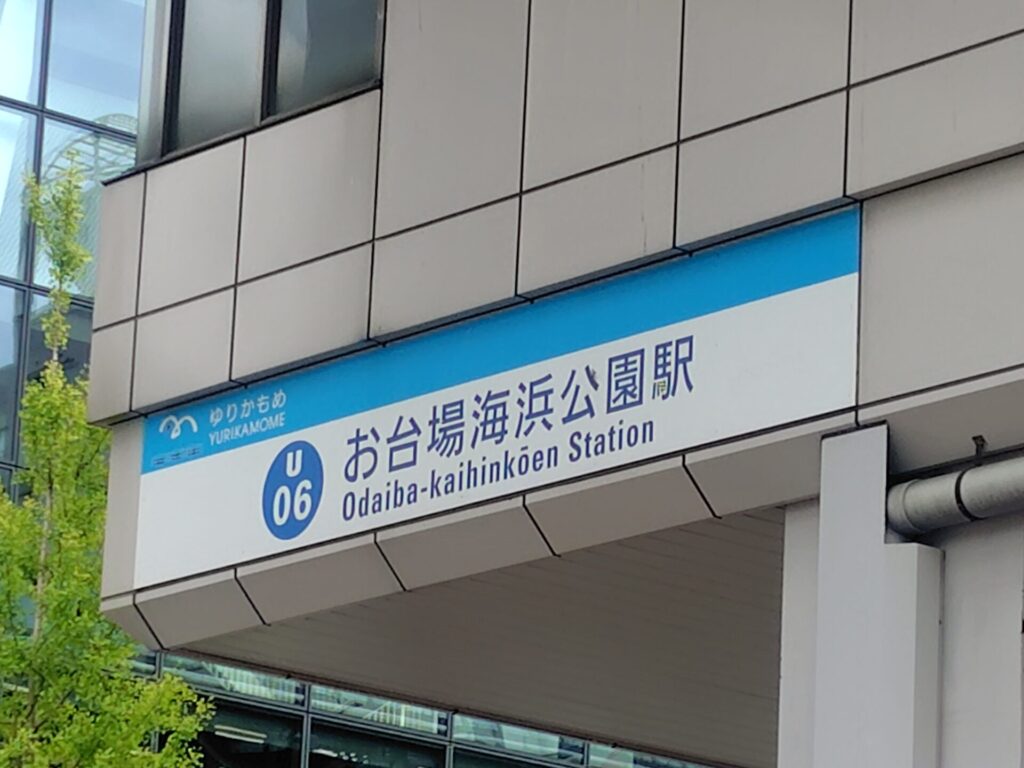 ゆりかもめ
YURIKAMOME
U
06
お台場海浜公園駅
Odaiba-kaihinkōen Station